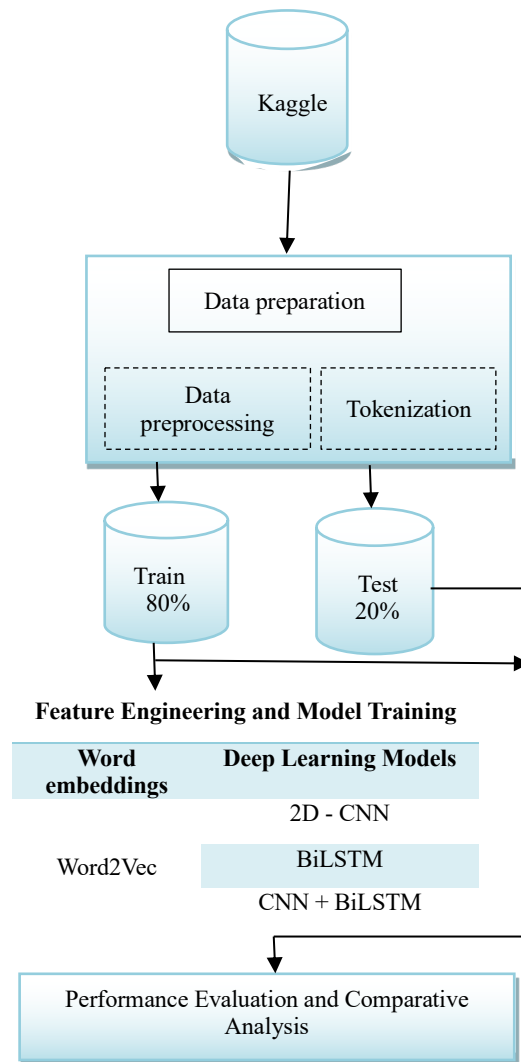 Kaggle
Data preparation
Data
preprocessing
Tokenization
Train
80%
Test
20%
Feature Engineering and Model Training
Word
embeddings
Deep Learning Models
2D - CNN
Word2Vec
BiLSTM
CNN + BiLSTM
Performance Evaluation and Comparative
Analysis